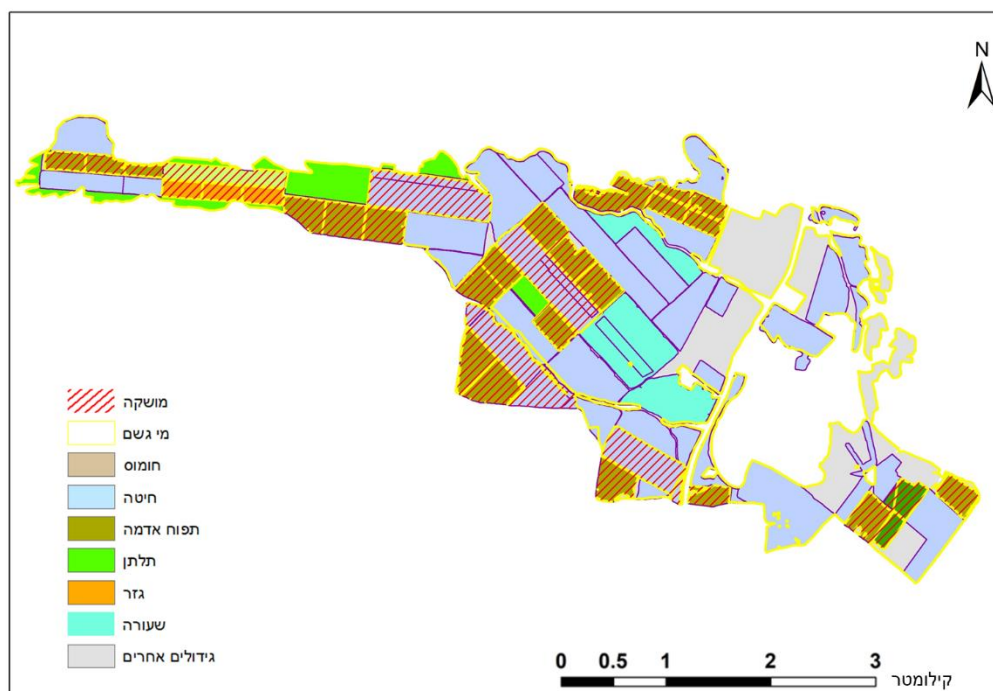 N
מושקה
מי גשם
חומוס
חיטה
תפוח אדמה
תלתן
גזר
שעורה
גידולים אחרים
0 0.5 1 2 3
קילומטר